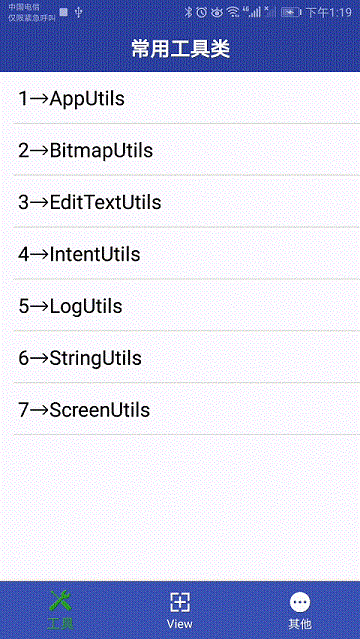 中国电信
仅限紧急呼叫
下午1:19
常用工具类
1→AppUtils
2→BitmapUtils
3→EditTextUtils
4→IntentUtils
5→LogUtils
6→StringUtils
7→ScreenUtils
工具
View
其他